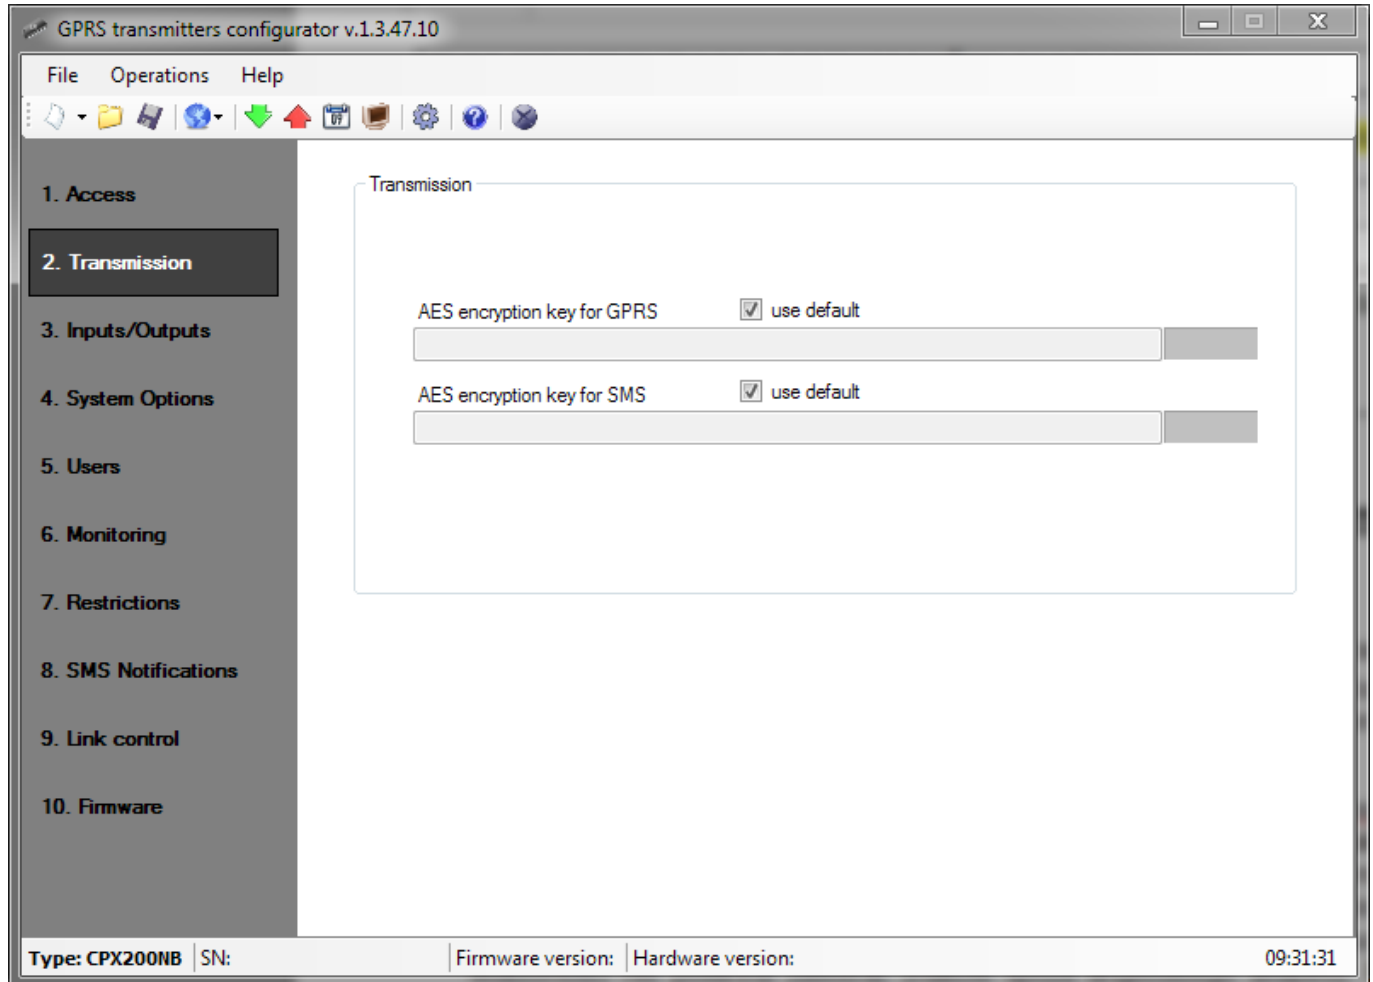 GPRS transmitters configurator v.1.3.47.10
File Operations Help
1. Access
2. Transmission
3. Inputs/Outputs
4. System Options
5. Users
6. Monitoring
7. Restrictions
8. SMS Notifications
9. Link control
10. Firmware
Transmission
AES encryption key for GPRS use default
AES encryption key for SMS use default
Type: CPX200NB SN: Firmware version: Hardware version: 09:31:31